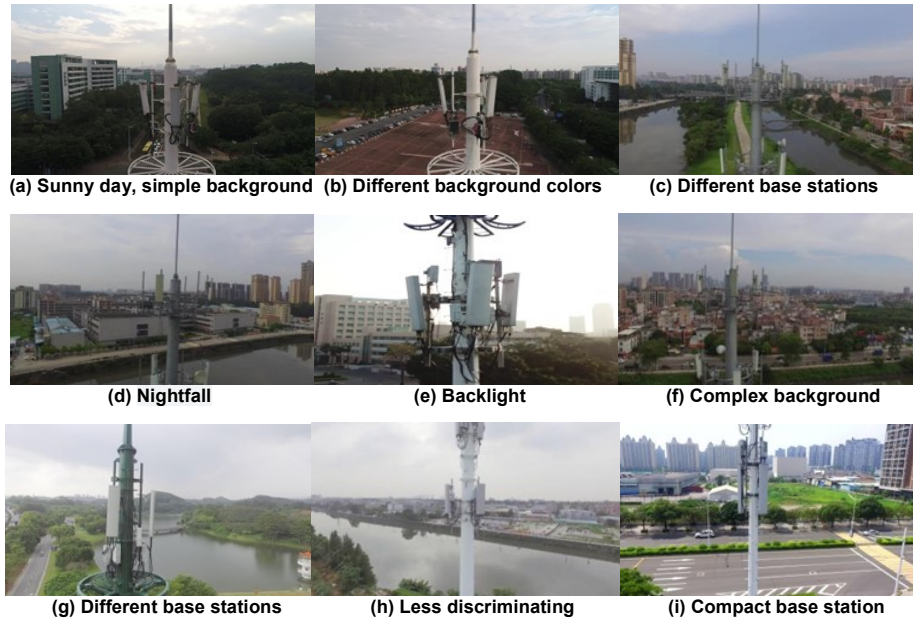 (a) Sunny day, simple background
(b) Different background colors
(c) Different base stations
(d) Nightfall
(e) Backlight
(f) Complex background
(g) Different base stations
(h) Less discriminating
(i) Compact base station